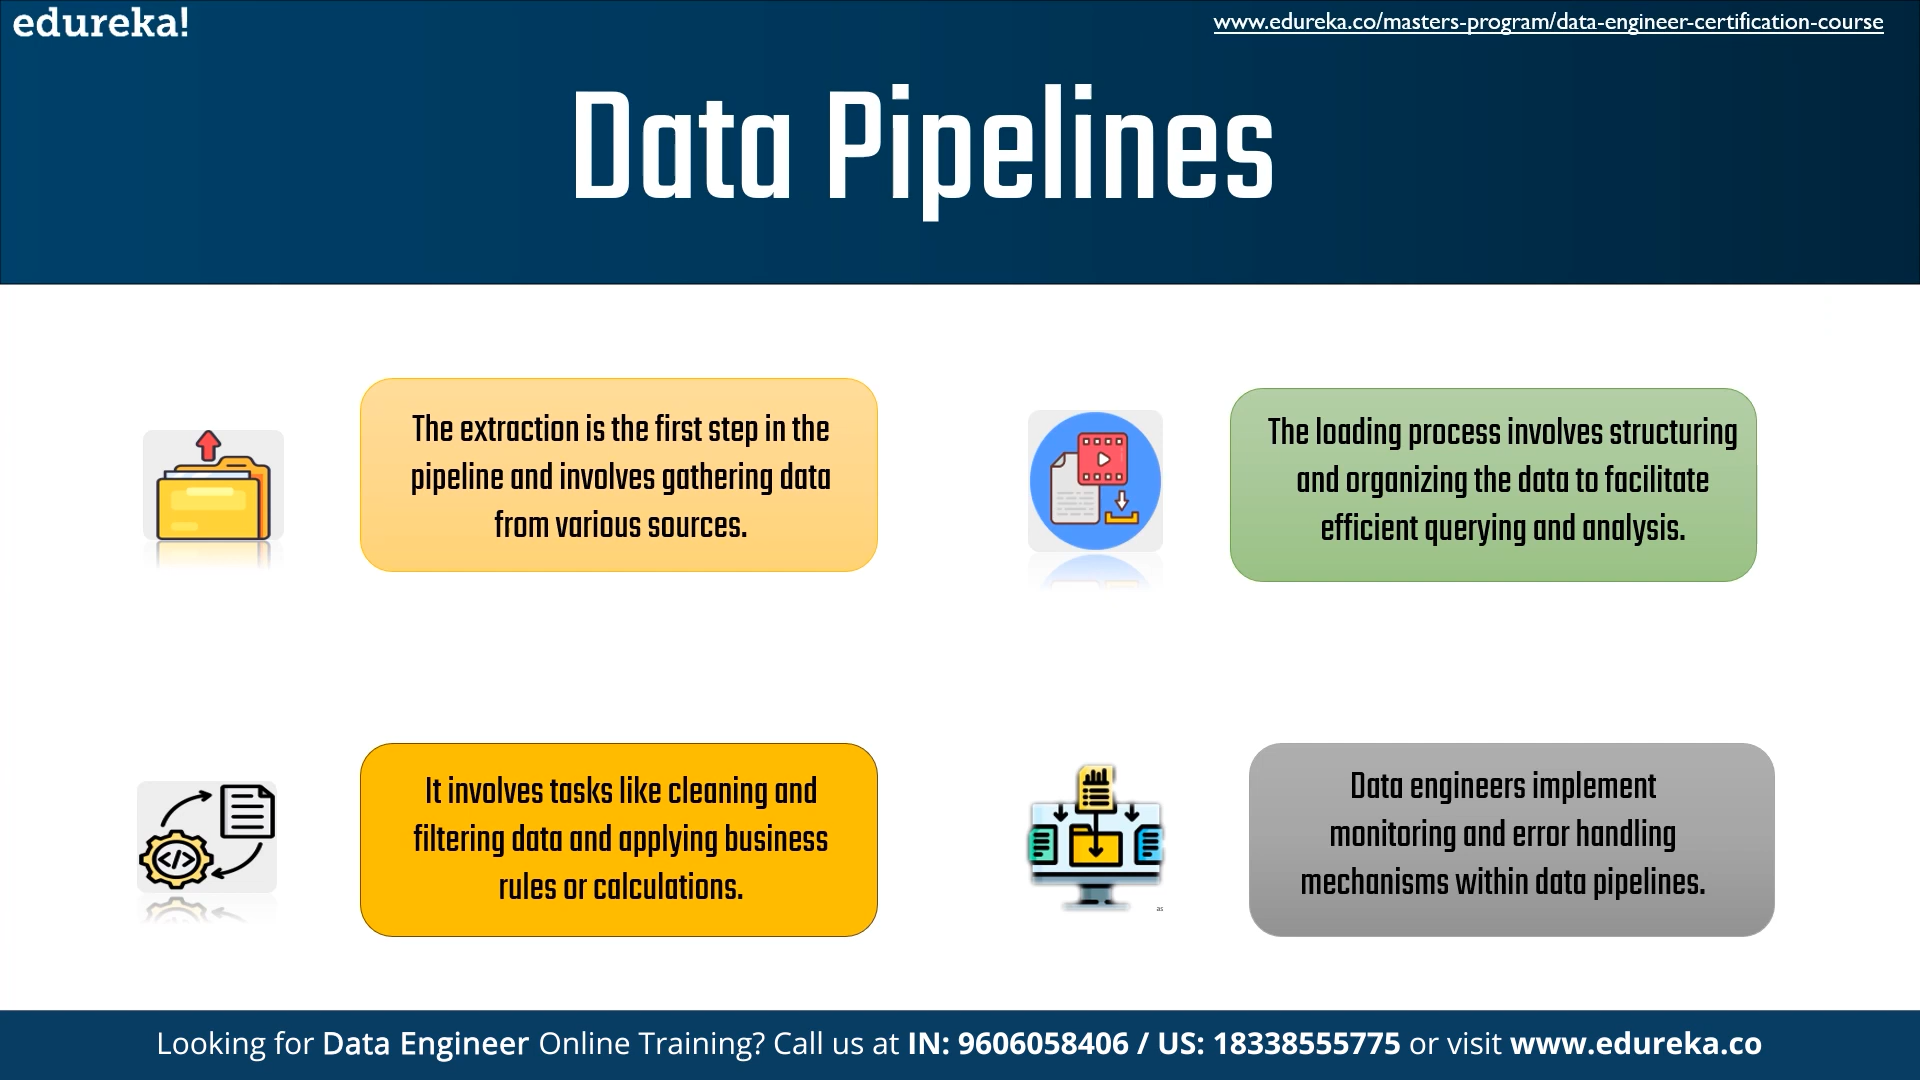 edureka!
www.edureka.co/masters-program/data-engineer-certification-course
Data Pipelines
The extraction is the first step in the
pipeline and involves gathering data
from various sources.
The loading process involves structuring
and organizing the data to facilitate
efficient querying and analysis.
It involves tasks like cleaning and
filtering data and applying business
rules or calculations.
Data engineers implement
monitoring and error handling
mechanisms within data pipelines.
</>
as
Looking for Data Engineer Online Training? Call us at IN: 9606058406 / US: 18338555775 or visit www.edureka.co